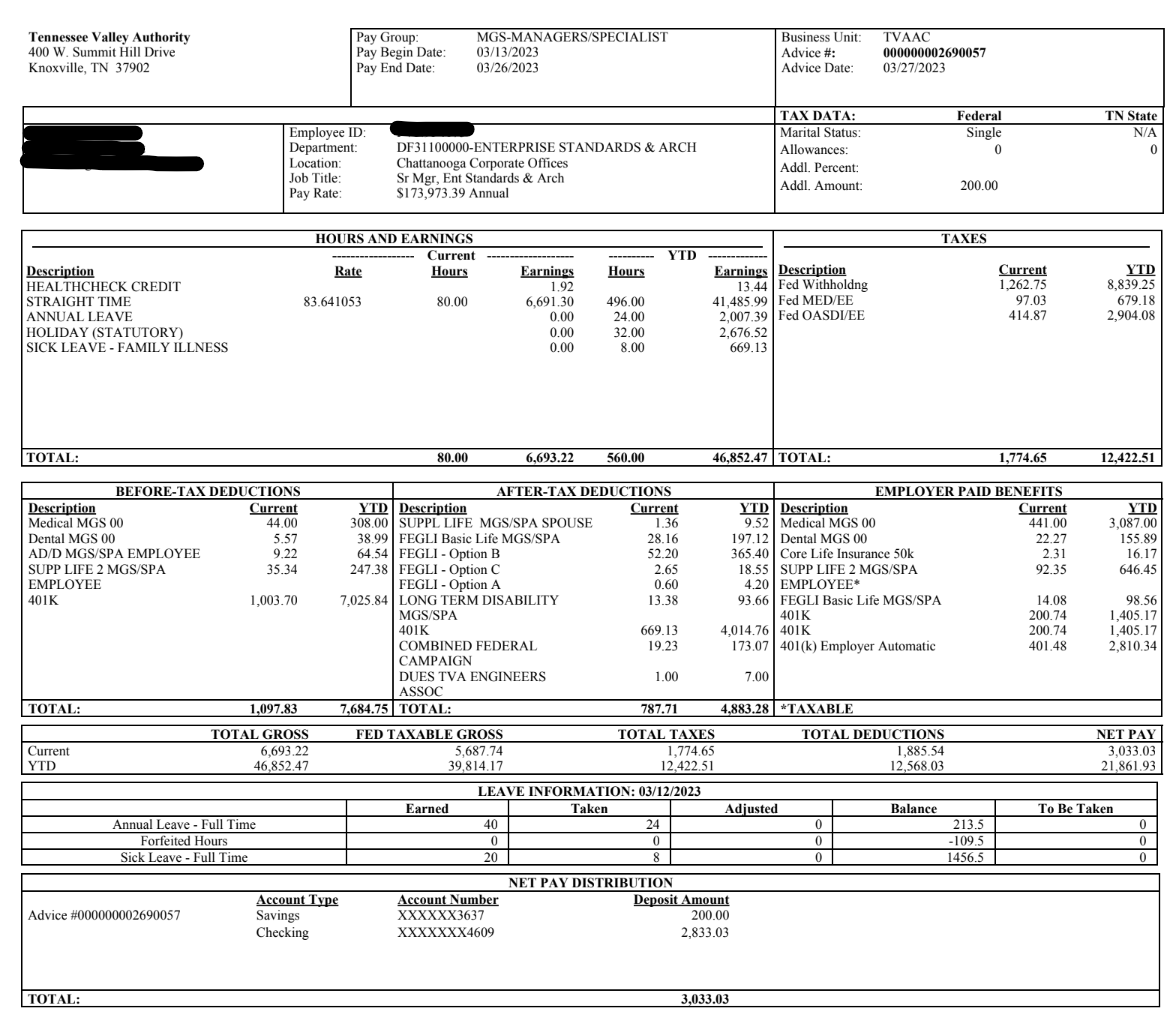 Tennessee Valley Authority
400 W. Summit Hill Drive
Knoxville, TN 37902
Pay Group: MGS-MANAGERS/SPECIALIST
Pay Begin Date: 03/13/2023
Pay End Date: 03/26/2023
Business Unit: TVAAC
Advice #: 000000002690057
Advice Date: 03/27/2023
Employee ID:
Department: DF31100000-ENTERPRISE STANDARDS & ARCH
Location: Chattanooga Corporate Offices
Job Title: Sr Mgr, Ent Standards & Arch
Pay Rate: $173,973.39 Annual
TAX DATA: Federal TN State
Marital Status: Single N/A
Allowances: 0 0
Addl. Percent:
Addl. Amount: 200.00
HOURS AND EARNINGS
------------------ Current ------------------- ---------- YTD -------------
Description Rate Hours Earnings Hours Earnings
HEALTHCHECK CREDIT 1.92 13.44
STRAIGHT TIME 83.641053 80.00 6,691.30 496.00 41,485.99
ANNUAL LEAVE 0.00 24.00 2,007.39
HOLIDAY (STATUTORY) 0.00 32.00 2,676.52
SICK LEAVE - FAMILY ILLNESS 0.00 8.00 669.13
TOTAL: 80.00 6,693.22 560.00 46,852.47
TAXES
Description Current YTD
Fed Withholdng 1,262.75 8,839.25
Fed MED/EE 97.03 679.18
Fed OASDI/EE 414.87 2,904.08
TOTAL: 1,774.65 12,422.51
BEFORE-TAX DEDUCTIONS
Description Current YTD
Medical MGS 00 44.00 308.00
Dental MGS 00 5.57 38.99
AD/D MGS/SPA EMPLOYEE 9.22 64.54
SUPP LIFE 2 MGS/SPA 35.34 247.38
EMPLOYEE
401K 1,003.70 7,025.84
TOTAL: 1,097.83 7,684.75
AFTER-TAX DEDUCTIONS
Description Current YTD
SUPPL LIFE MGS/SPA SPOUSE 1.36 9.52
FEGLI Basic Life MGS/SPA 28.16 197.12
FEGLI - Option B 52.20 365.40
FEGLI - Option C 2.65 18.55
FEGLI - Option A 0.60 4.20
LONG TERM DISABILITY 13.38 93.66
MGS/SPA
401K 669.13 4,014.76
COMBINED FEDERAL 19.23 173.07
CAMPAIGN
DUES TVA ENGINEERS 1.00 7.00
ASSOC
TOTAL: 787.71 4,883.28
EMPLOYER PAID BENEFITS
Description Current YTD
Medical MGS 00 441.00 3,087.00
Dental MGS 00 22.27 155.89
Core Life Insurance 50k 2.31 16.17
SUPP LIFE 2 MGS/SPA 92.35 646.45
EMPLOYEE*
FEGLI Basic Life MGS/SPA 14.08 98.56
401K 200.74 1,405.17
401K 200.74 1,405.17
401(k) Employer Automatic 401.48 2,810.34
*TAXABLE
TOTAL GROSS FED TAXABLE GROSS TOTAL TAXES TOTAL DEDUCTIONS NET PAY
Current 6,693.22 5,687.74 1,774.65 1,885.54 3,033.03
YTD 46,852.47 39,814.17 12,422.51 12,568.03 21,861.93
LEAVE INFORMATION: 03/12/2023
Earned Taken Adjusted Balance To Be Taken
Annual Leave - Full Time 40 24 0 213.5 0
Forfeited Hours 0 0 0 -109.5 0
Sick Leave - Full Time 20 8 0 1456.5 0
NET PAY DISTRIBUTION
Account Type Account Number Deposit Amount
Advice #000000002690057 Savings XXXXXX3637 200.00
Checking XXXXXXX4609 2,833.03
TOTAL: 3,033.03